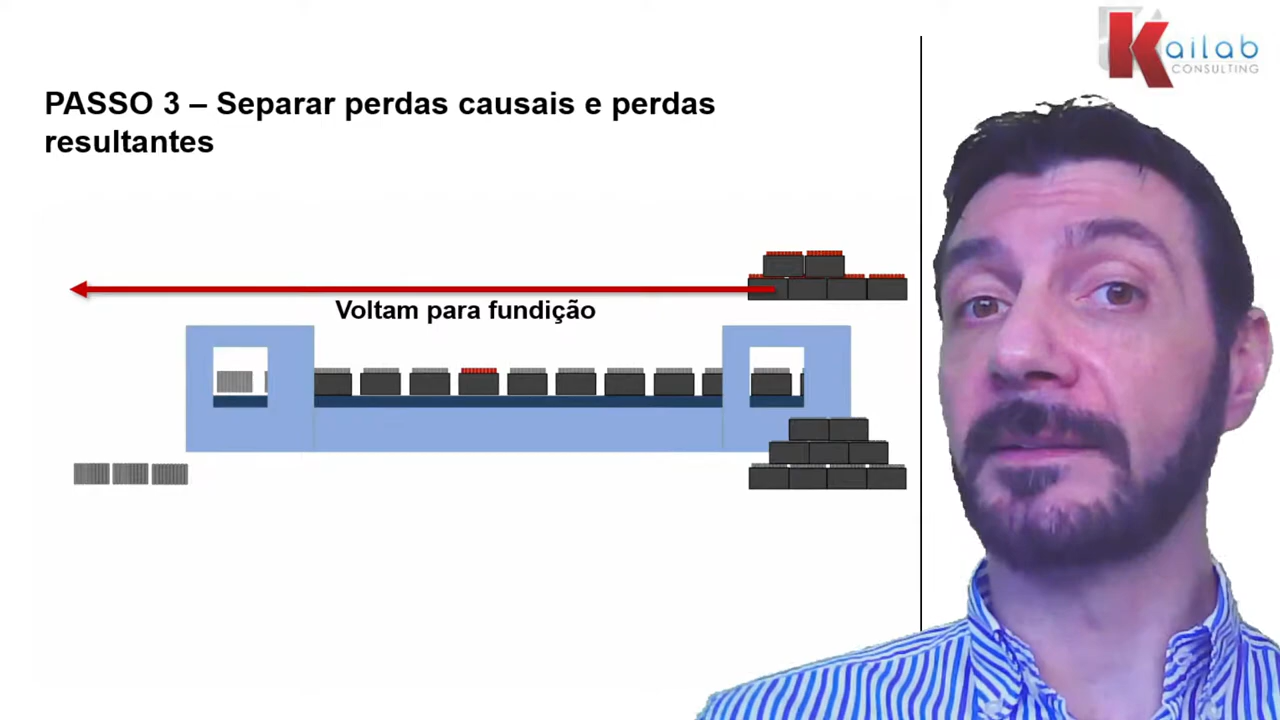 Kailab
CONSULTING
PASSO 3 – Separar perdas causais e perdas
resultantes
Voltam para fundição